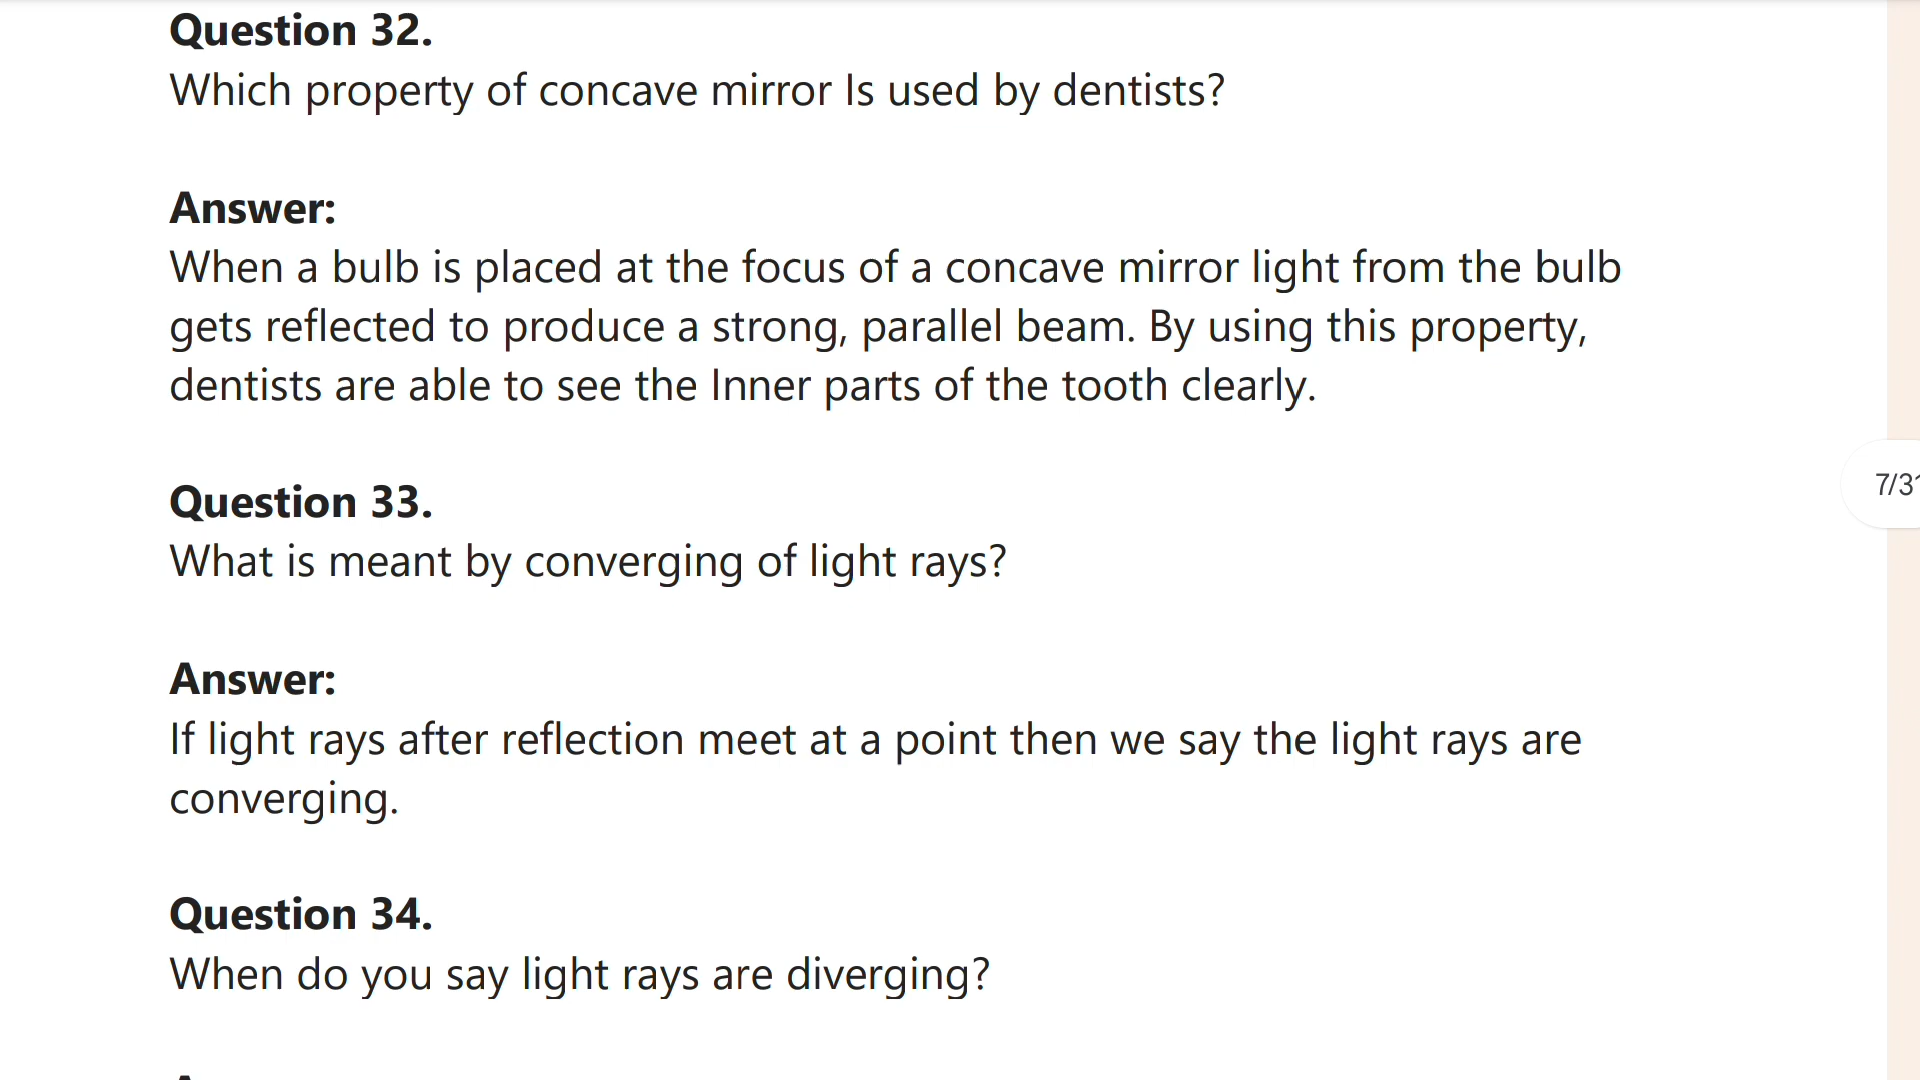 Question 32.
Which property of concave mirror Is used by dentists?
Answer:
When a bulb is placed at the focus of a concave mirror light from the bulb
gets reflected to produce a strong, parallel beam. By using this property,
dentists are able to see the Inner parts of the tooth clearly.
7/31
Question 33.
What is meant by converging of light rays?
Answer:
If light rays after reflection meet at a point then we say the light rays are
converging.
Question 34.
When do you say light rays are diverging?